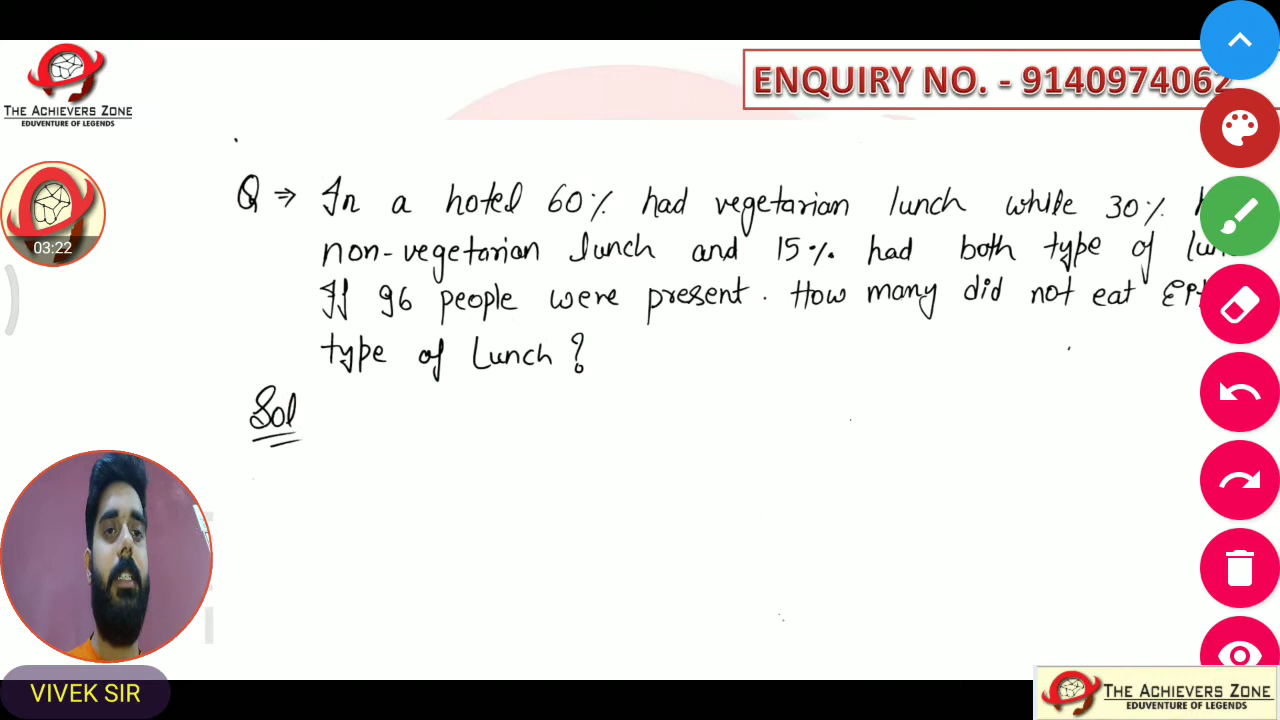 THE ACHIEVERS ZONE
EDUVENTURE OF LEGENDS
ENQUIRY NO. - 9140974062
03:22
Q ⇒ In a hotel 60% had vegetarian lunch while 30%
non-vegetarian lunch and 15% had both type of
If 96 people were present. How many did not eat
type of Lunch ?
Sol
VIVEK SIR
THE ACHIEVERS ZONE
EDUVENTURE OF LEGENDS